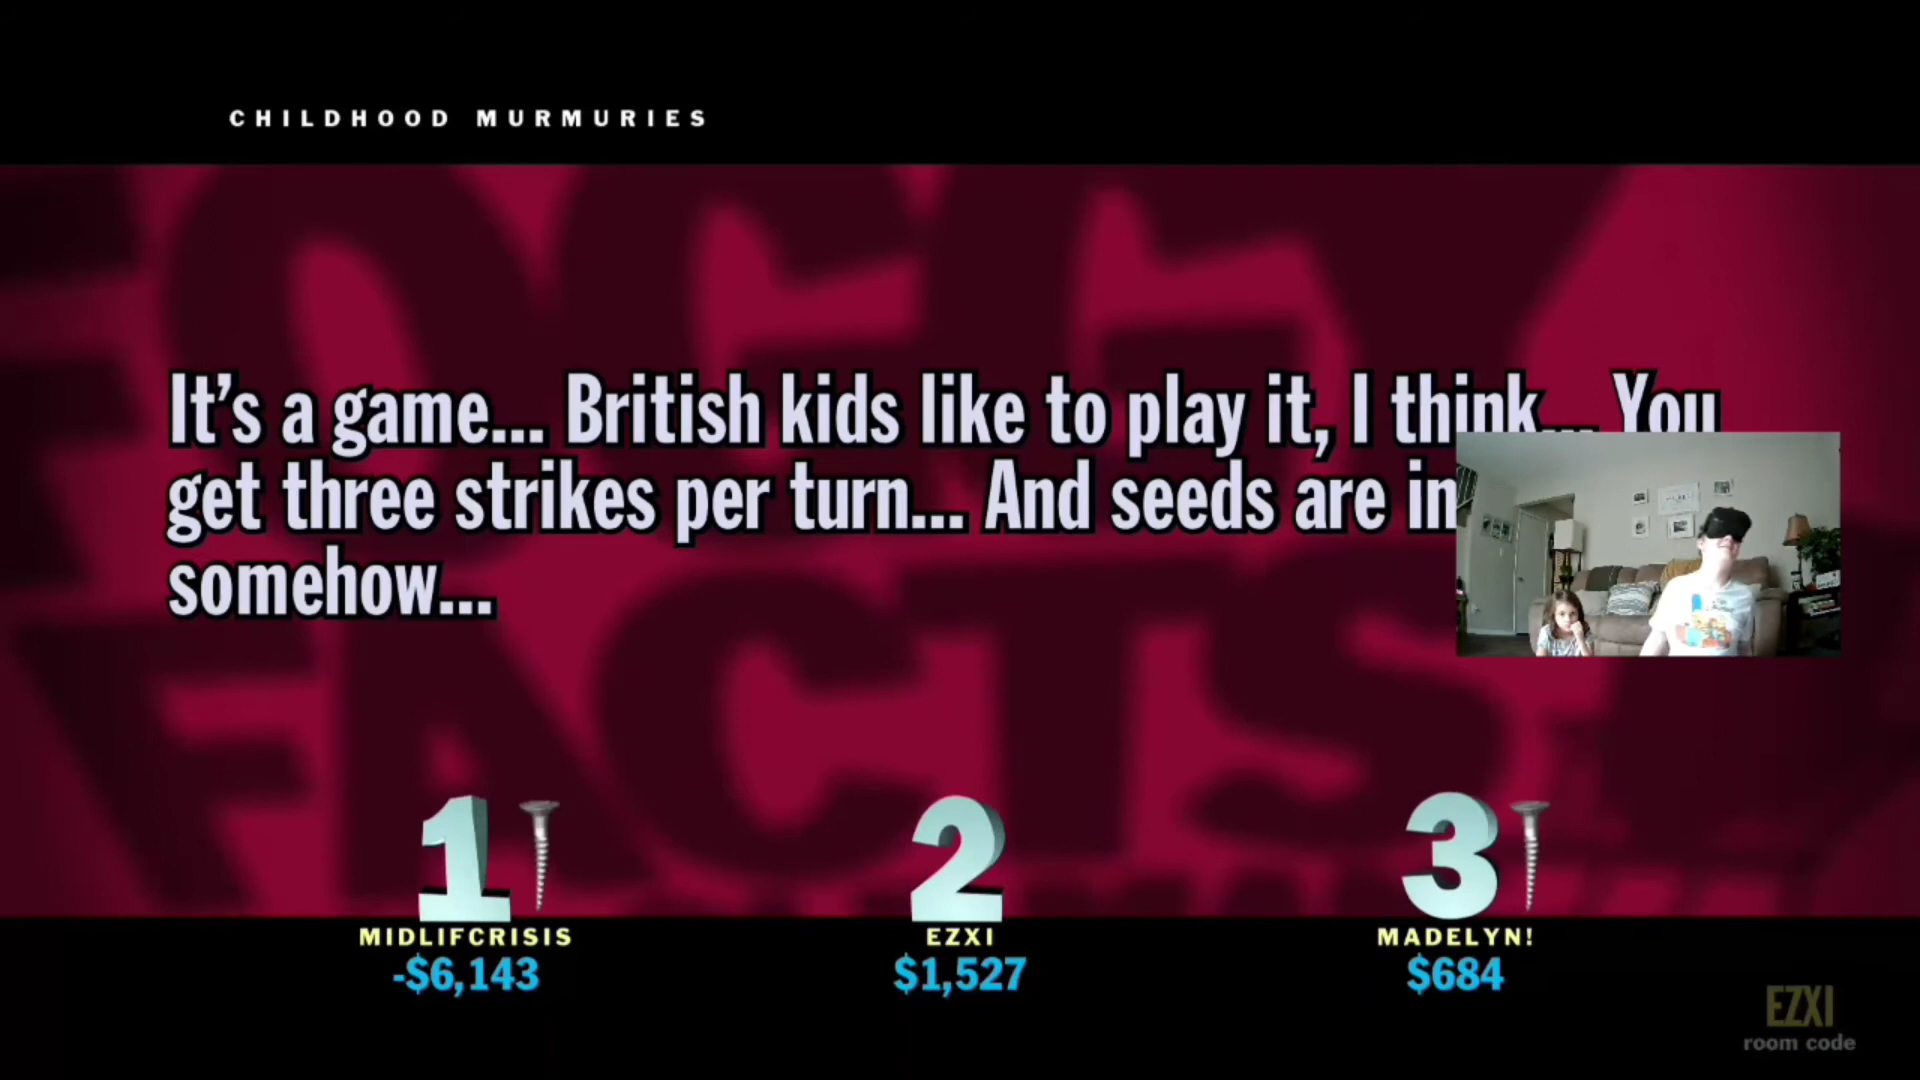 CHILDHOOD MURMURIES
It's a game... British kids like to play it, I think... You
get three strikes per turn... And seeds are in
somehow...
1
2
3
MIDLIFCRISIS
EZXI
MADELYN!
-$6,143
$1,527
$684
EZXI
room code